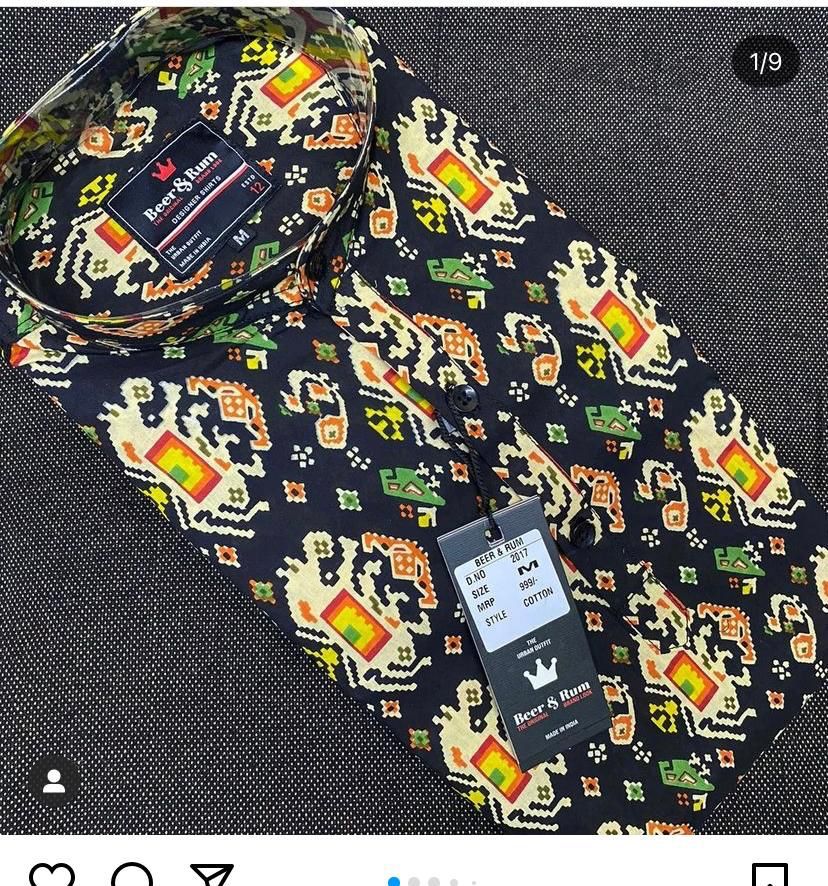 1/9
Beer & Rum
THE ORIGINAL BRAND LOOK
DESIGNER SHIRTS
ESTD
12
THE
URBAN OUTFIT
MADE IN INDIA
M
BEER & RUM
D.NO 2017
SIZE M
MRP 999/-
STYLE COTTON
THE
URBAN OUTFIT
Beer & Rum
THE ORIGINAL BRAND LOOK
MADE IN INDIA